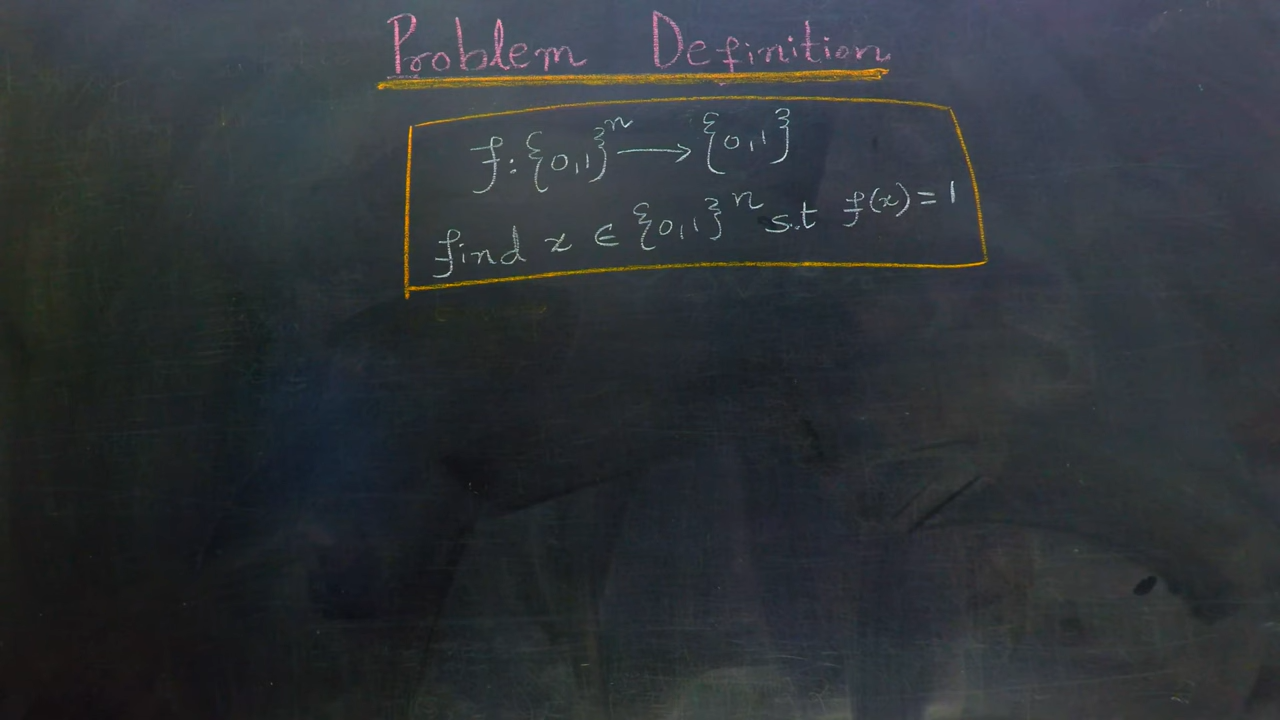 Problem Definition
f:{0,1}^n ⟶ {0,1}
find x ∈ {0,1}^n s.t f(x) = 1